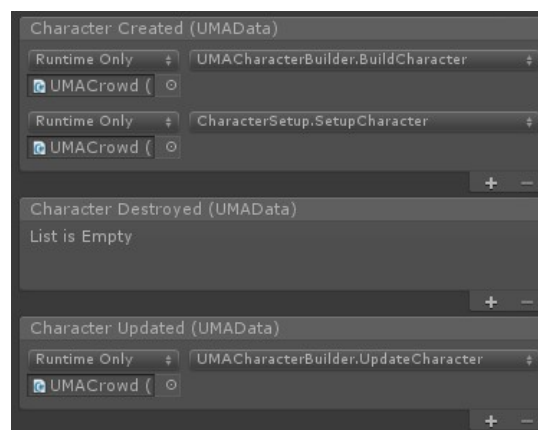 Character Created (UMAData)
Runtime Only UMACharacterBuilder.BuildCharacter
UMACrowd (
Runtime Only CharacterSetup.SetupCharacter
UMACrowd (
+ −
Character Destroyed (UMAData)
List is Empty
+ −
Character Updated (UMAData)
Runtime Only UMACharacterBuilder.UpdateCharacter
UMACrowd (
+ −